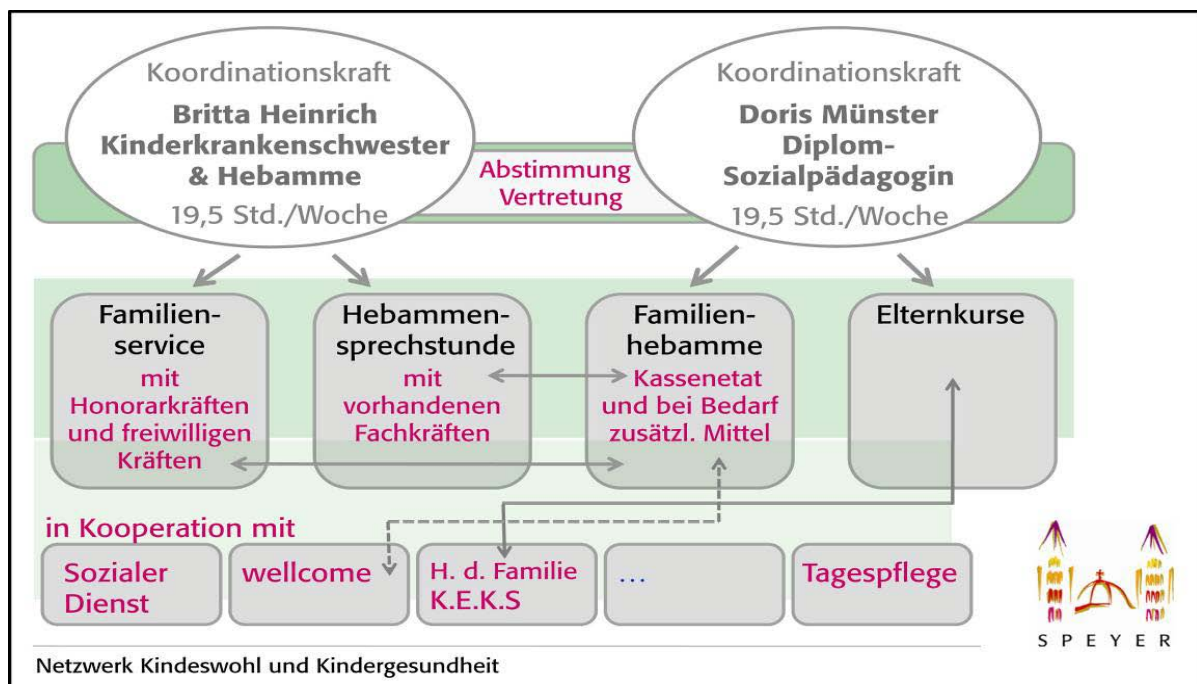 Koordinationskraft
Britta Heinrich
Kinderkrankenschwester
& Hebamme
19,5 Std./Woche
Abstimmung
Vertretung
Koordinationskraft
Doris Münster
Diplom-
Sozialpädagogin
19,5 Std./Woche
Familien-
service
mit
Honorarkräften
und freiwilligen
Kräften
Hebammen-
sprechstunde
mit
vorhandenen
Fachkräften
Familien-
hebamme
Kassenetat
und bei Bedarf
zusätzl. Mittel
Elternkurse
in Kooperation mit
Sozialer
Dienst
wellcome
H. d. Familie
K.E.K.S
...
Tagespflege
SPEYER
Netzwerk Kindeswohl und Kindergesundheit